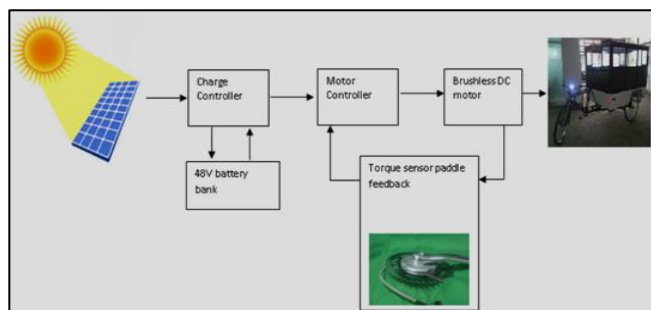 Charge
Controller
Motor
Controller
Brushless DC
motor
48V battery
bank
Torque sensor paddle
feedback